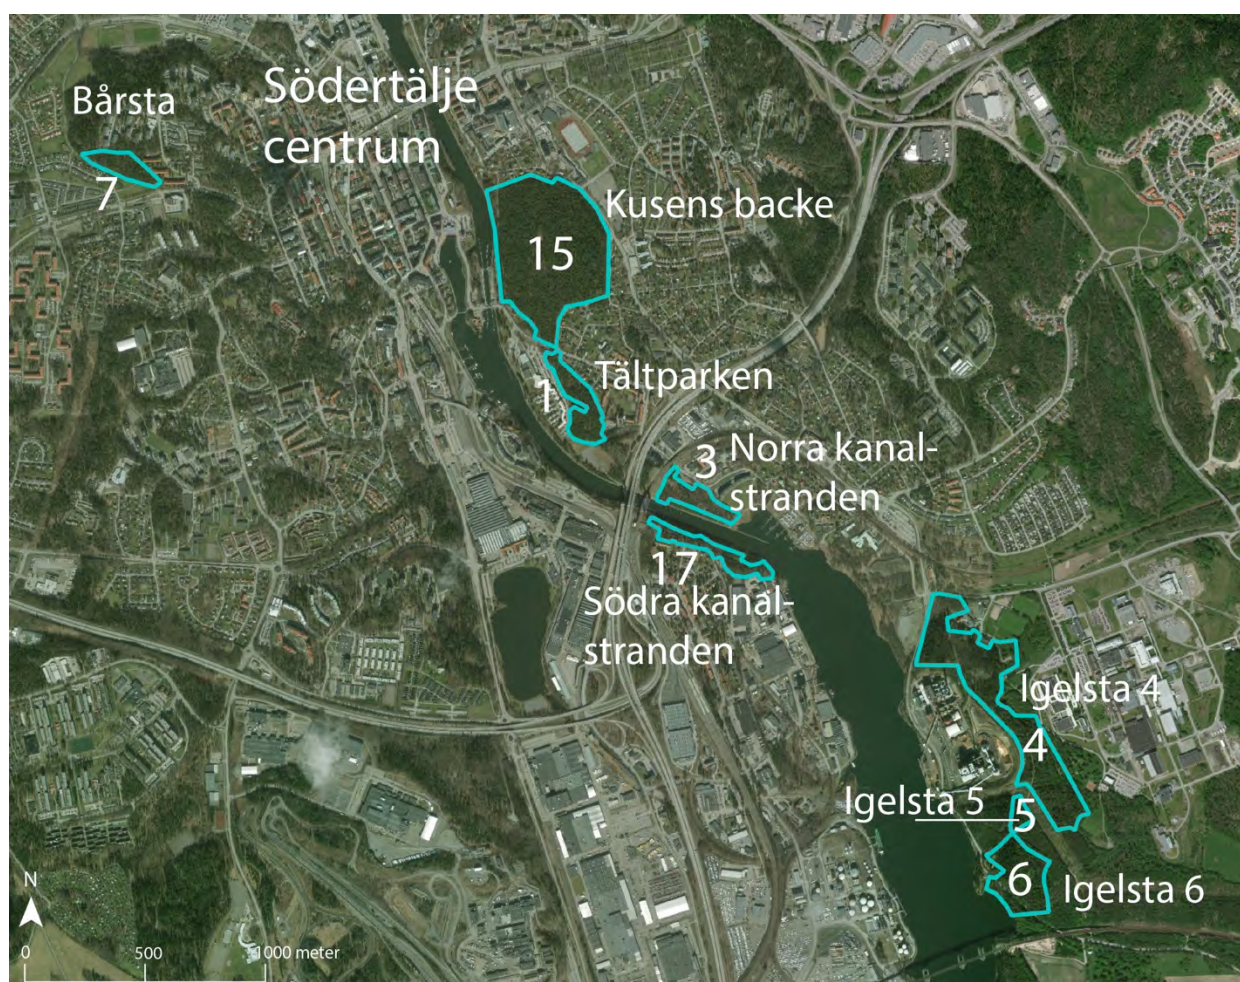 Bårsta
7
Södertälje
centrum
Kusens backe
15
Tältparken
1
3
Norra kanal-
stranden
17
Södra kanal-
stranden
Igelsta 4
4
Igelsta 5
5
6
Igelsta 6
N
0 500 1000 meter